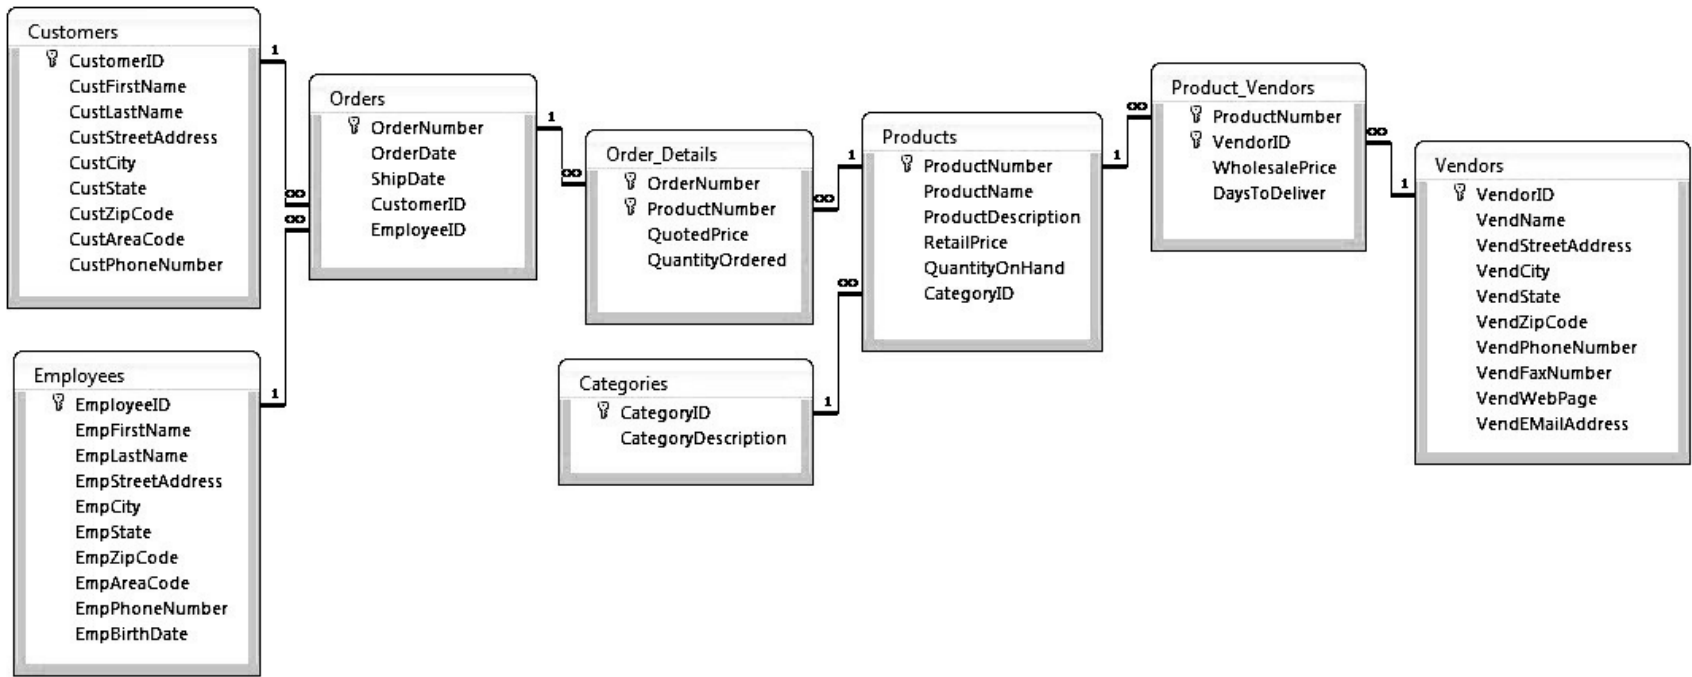 Customers
CustomerID
CustFirstName
CustLastName
CustStreetAddress
CustCity
CustState
CustZipCode
CustAreaCode
CustPhoneNumber
1
∞
Employees
EmployeeID
EmpFirstName
EmpLastName
EmpStreetAddress
EmpCity
EmpState
EmpZipCode
EmpAreaCode
EmpPhoneNumber
EmpBirthDate
1
∞
Orders
OrderNumber
OrderDate
ShipDate
CustomerID
EmployeeID
1
∞
Order_Details
OrderNumber
ProductNumber
QuotedPrice
QuantityOrdered
∞
1
Categories
CategoryID
CategoryDescription
1
∞
Products
ProductNumber
ProductName
ProductDescription
RetailPrice
QuantityOnHand
CategoryID
1
∞
Product_Vendors
ProductNumber
VendorID
WholesalePrice
DaysToDeliver
∞
1
Vendors
VendorID
VendName
VendStreetAddress
VendCity
VendState
VendZipCode
VendPhoneNumber
VendFaxNumber
VendWebPage
VendEMailAddress